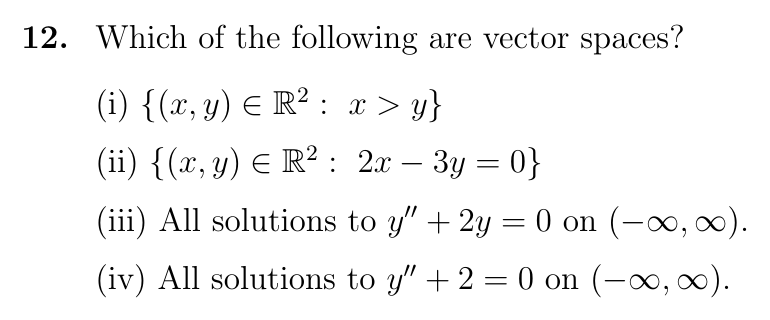 12. Which of the following are vector spaces?
(i) {(x, y) ∈ ℝ² : x > y}
(ii) {(x, y) ∈ ℝ² : 2x − 3y = 0}
(iii) All solutions to y″ + 2y = 0 on (−∞, ∞).
(iv) All solutions to y″ + 2 = 0 on (−∞, ∞).